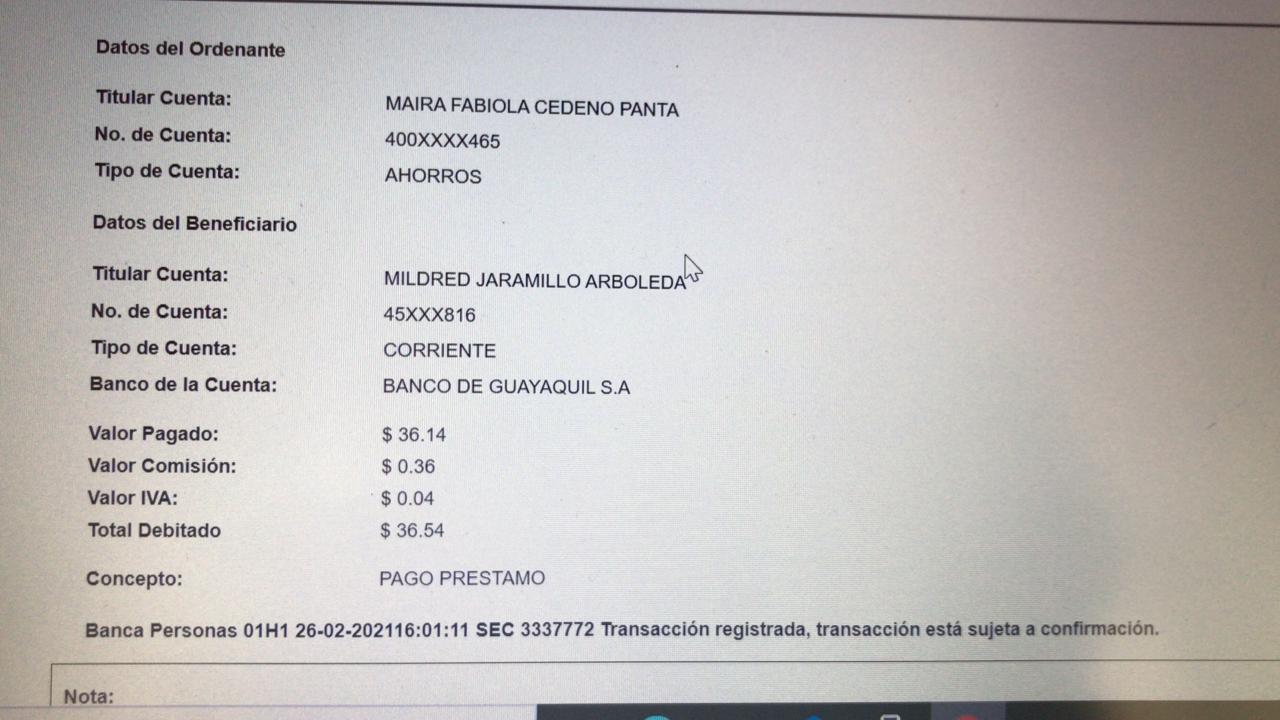 Datos del Ordenante
Titular Cuenta: MAIRA FABIOLA CEDENO PANTA
No. de Cuenta: 400XXXX465
Tipo de Cuenta: AHORROS
Datos del Beneficiario
Titular Cuenta: MILDRED JARAMILLO ARBOLEDA
No. de Cuenta: 45XXX816
Tipo de Cuenta: CORRIENTE
Banco de la Cuenta: BANCO DE GUAYAQUIL S.A
Valor Pagado: $ 36.14
Valor Comisión: $ 0.36
Valor IVA: $ 0.04
Total Debitado $ 36.54
Concepto: PAGO PRESTAMO
Banca Personas 01H1 26-02-202116:01:11 SEC 3337772 Transacción registrada, transacción está sujeta a confirmación.
Nota: